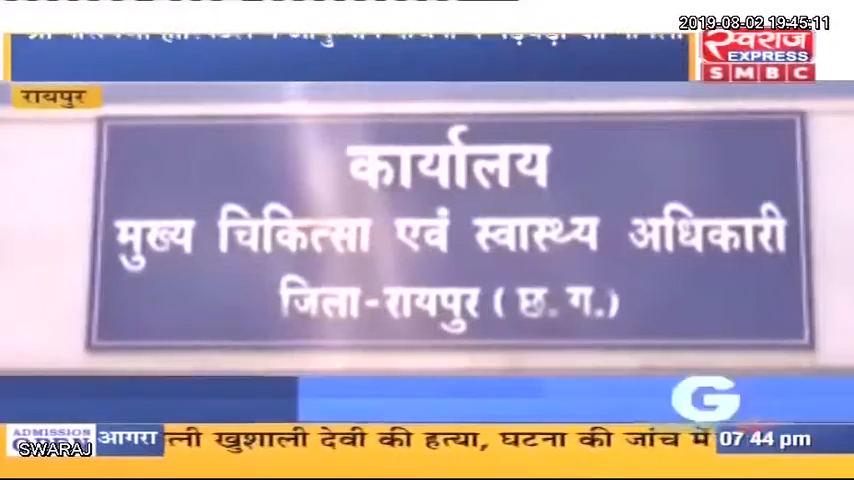 2019-08-02 19:45:11
स्वराज
EXPRESS
SMBC
रायपुर
कार्यालय
मुख्य चिकित्सा एवं स्वास्थ्य अधिकारी
जिला-रायपुर (छ. ग.)
G
ADMISSION
OPEN
SWARAJ
आगरा
त्नी खुशाली देवी की हत्या, घटना की जांच में
07:44 pm